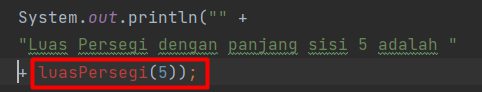 System.out.println("" +
"Luas Persegi dengan panjang sisi 5 adalah "
+ luasPersegi(5));